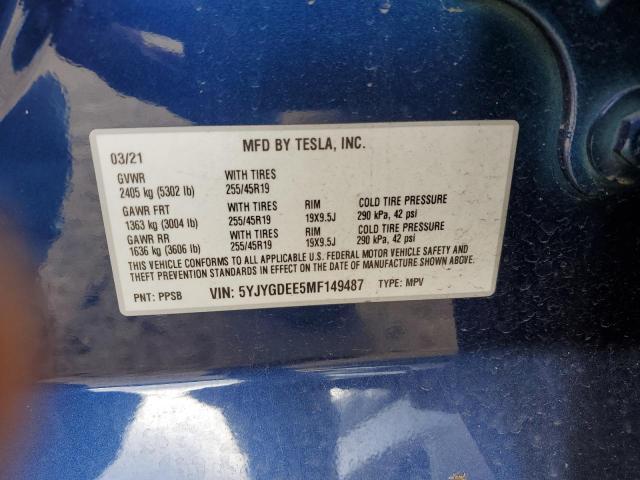 MFD BY TESLA, INC.
03/21
GVWR WITH TIRES
2405 kg (5302 lb) 255/45R19
GAWR FRT WITH TIRES RIM COLD TIRE PRESSURE
1363 kg (3004 lb) 255/45R19 19X9.5J 290 kPa, 42 psi
GAWR RR WITH TIRES RIM COLD TIRE PRESSURE
1636 kg (3606 lb) 255/45R19 19X9.5J 290 kPa, 42 psi
THIS VEHICLE CONFORMS TO ALL APPLICABLE U.S. FEDERAL MOTOR VEHICLE SAFETY AND
THEFT PREVENTION STANDARDS IN EFFECT ON THE DATE OF MANUFACTURE SHOWN ABOVE.
PNT: PPSB VIN: 5YJYGDEE5MF149487 TYPE: MPV